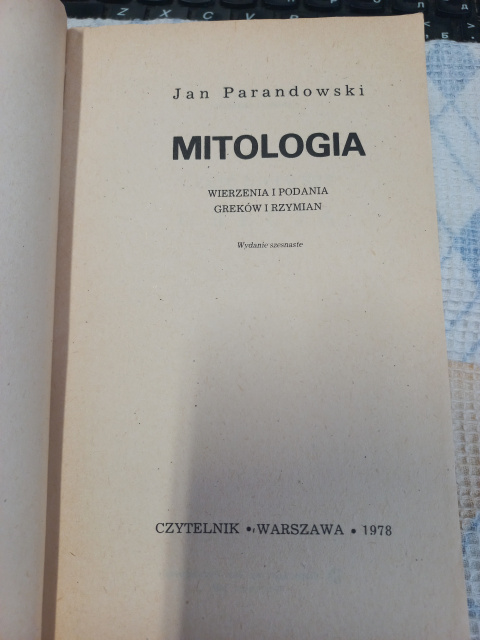 Jan Parandowski
MITOLOGIA
WIERZENIA I PODANIA
GREKÓW I RZYMIAN
Wydanie szesnaste
CZYTELNIK • WARSZAWA • 1978